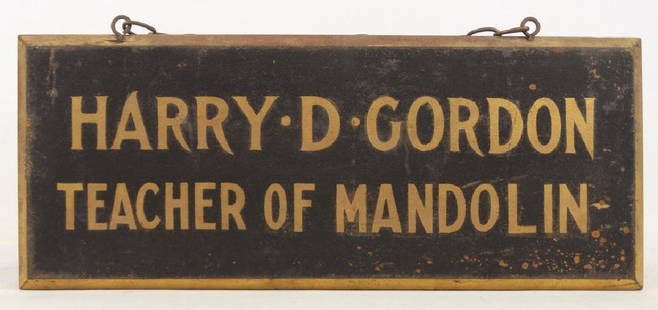 HARRY·D·GORDON
TEACHER OF MANDOLIN